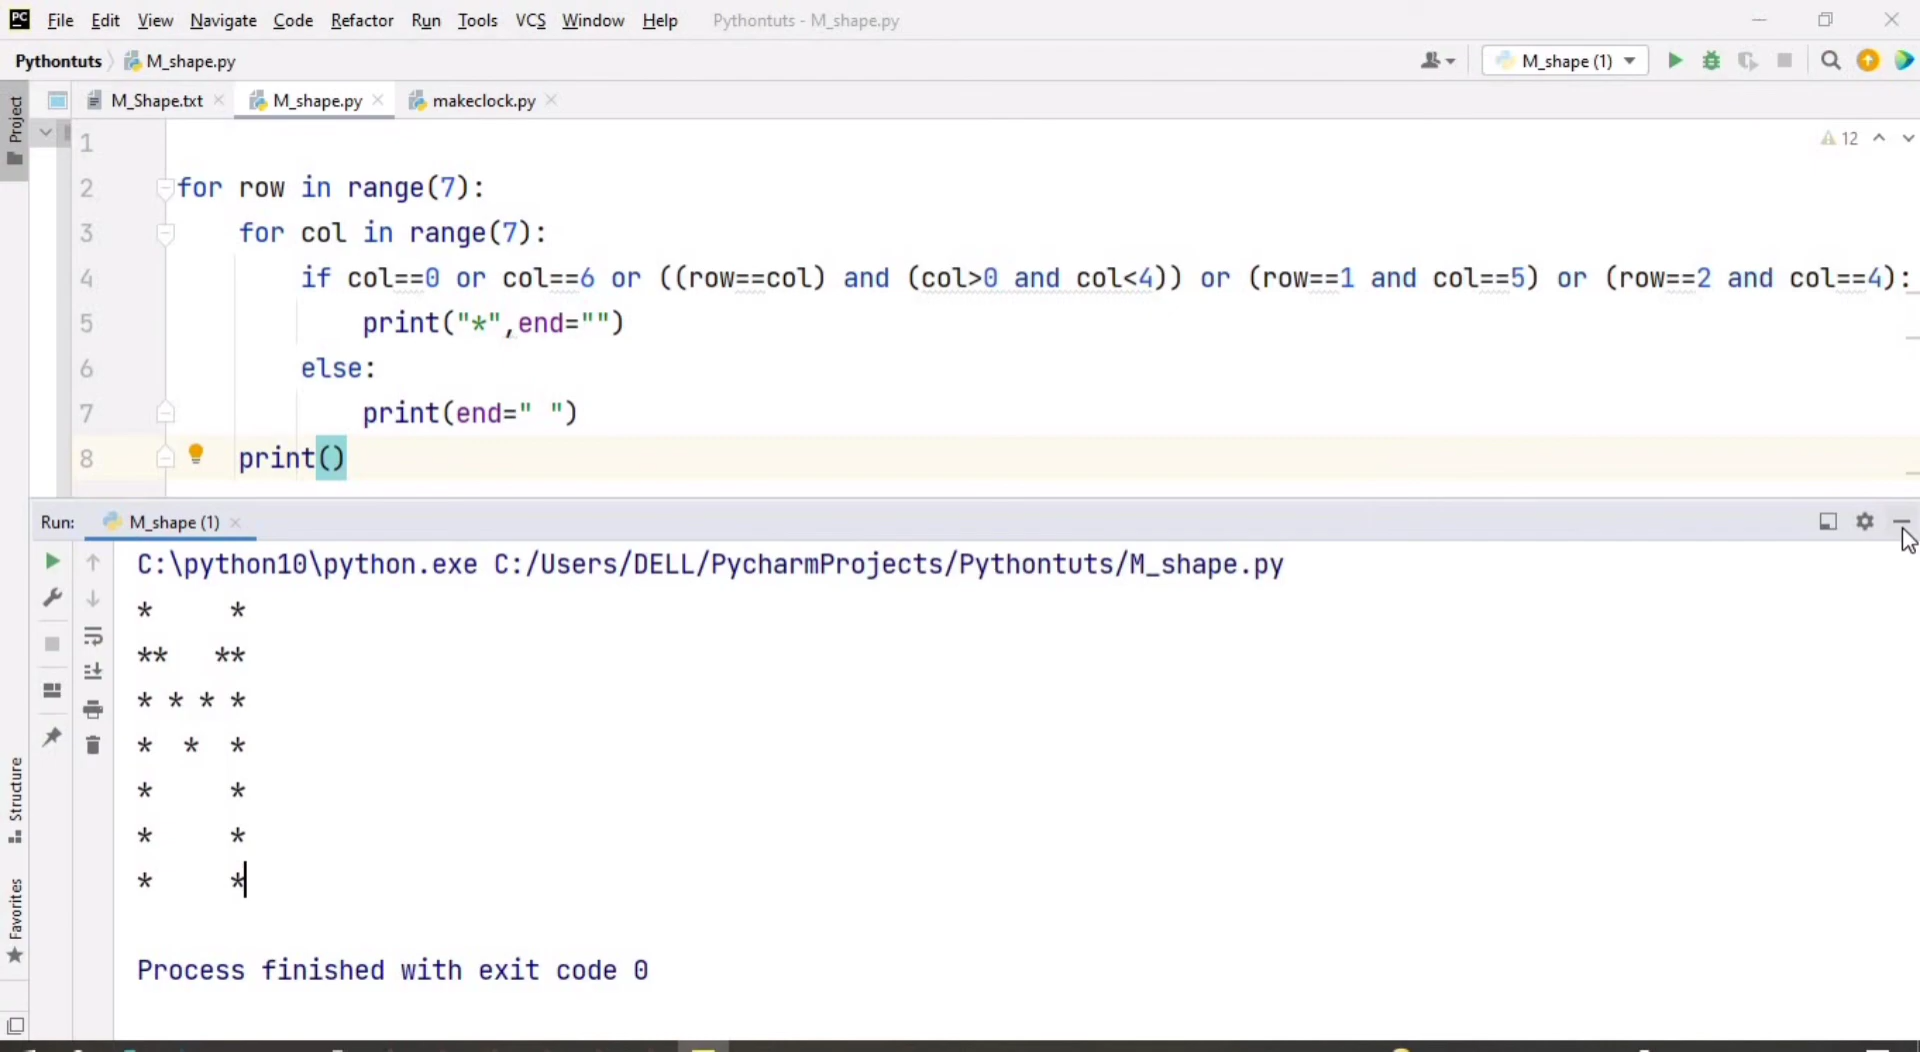 PC File Edit View Navigate Code Refactor Run Tools VCS Window Help Pythontuts - M_shape.py
Pythontuts M_shape.py M_shape (1)
Project M_Shape.txt M_shape.py makeclock.py
12
1
2 for row in range(7):
3     for col in range(7):
4         if col==0 or col==6 or ((row==col) and (col>0 and col<4)) or (row==1 and col==5) or (row==2 and col==4):
5             print("*",end="")
6         else:
7             print(end=" ")
8     print()
Run: M_shape (1)
C:\python10\python.exe C:/Users/DELL/PycharmProjects/Pythontuts/M_shape.py
*     *
**   **
* * * *
*  *  *
*     *
*     *
*     *
Process finished with exit code 0
Structure
Favorites